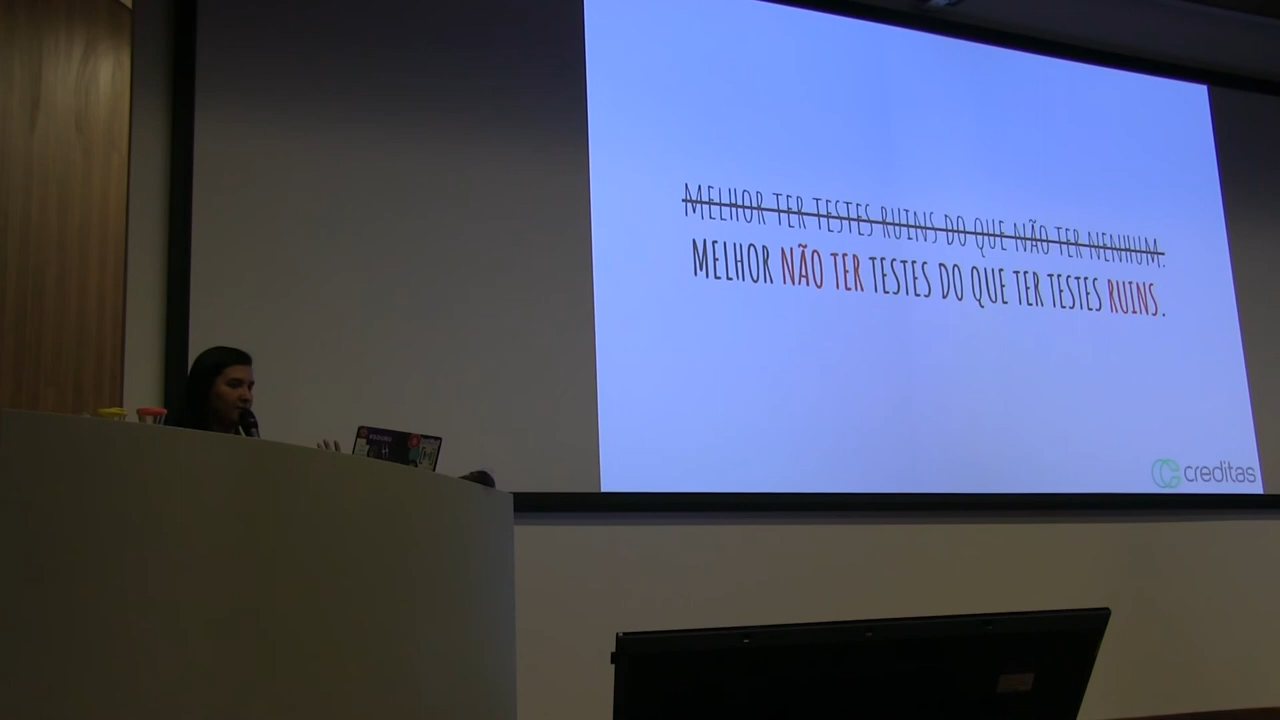 MELHOR TER TESTES RUINS DO QUE NÃO TER NENHUM.
MELHOR NÃO TER TESTES DO QUE TER TESTES RUINS.
creditas